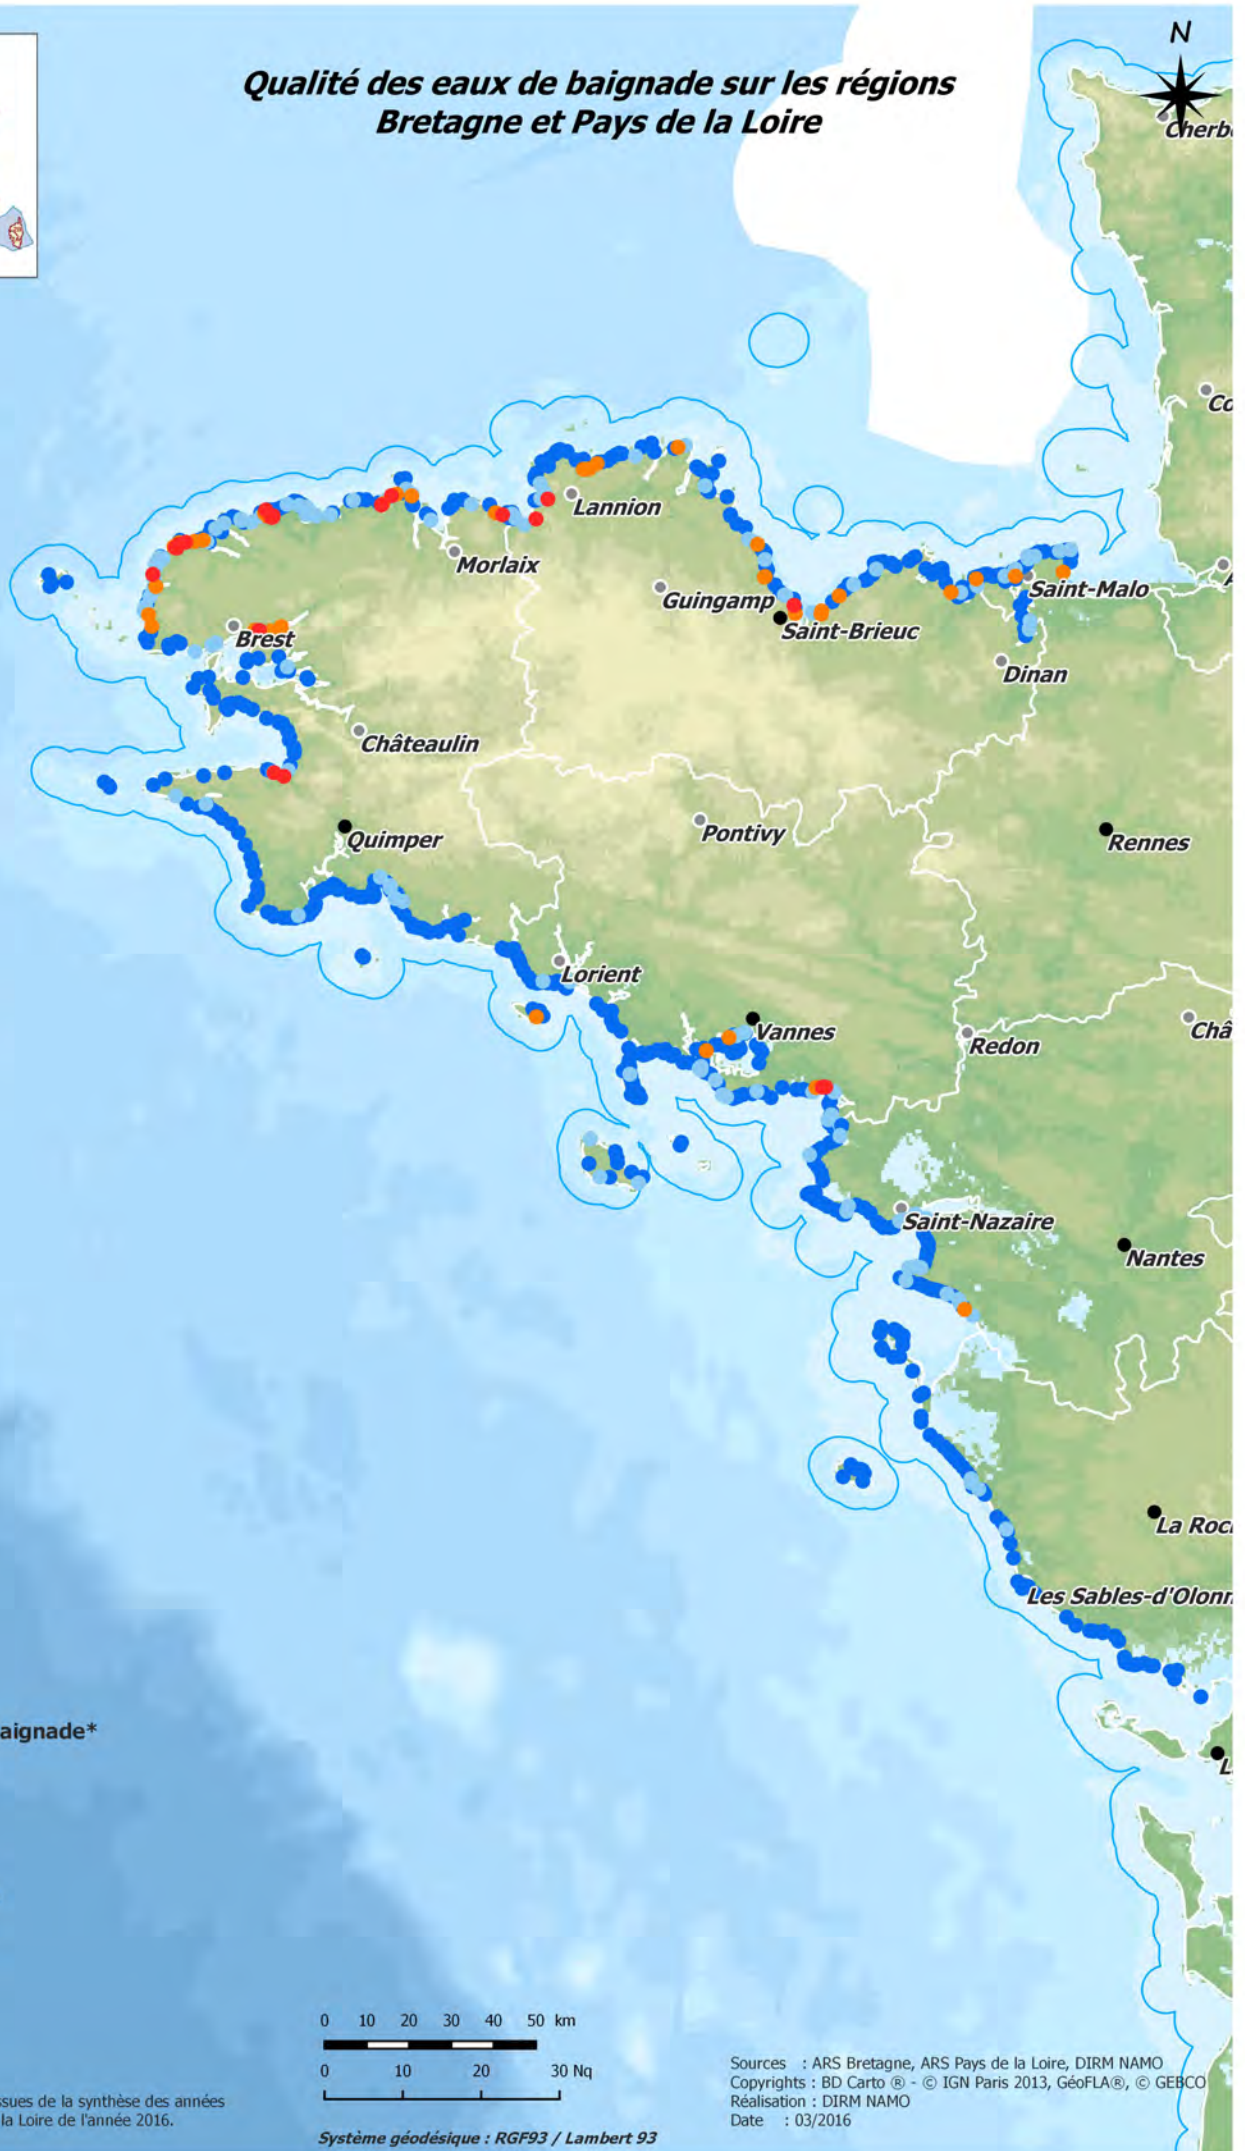 Qualité des eaux de baignade sur les régions
Bretagne et Pays de la Loire
N
Lannion
Morlaix
Guingamp
Saint-Malo
Saint-Brieuc
Brest
Dinan
Châteaulin
Quimper
Pontivy
Rennes
Lorient
Vannes
Redon
Saint-Nazaire
Nantes
Les Sables-d'Olonn
aignade*
0 10 20 30 40 50 km
0 10 20 30 Nq
Système géodésique : RGF93 / Lambert 93
ssues de la synthèse des années
la Loire de l'année 2016.
Sources : ARS Bretagne, ARS Pays de la Loire, DIRM NAMO
Copyrights : BD Carto ® - © IGN Paris 2013, GéoFLA®, © GEBCO
Réalisation : DIRM NAMO
Date : 03/2016